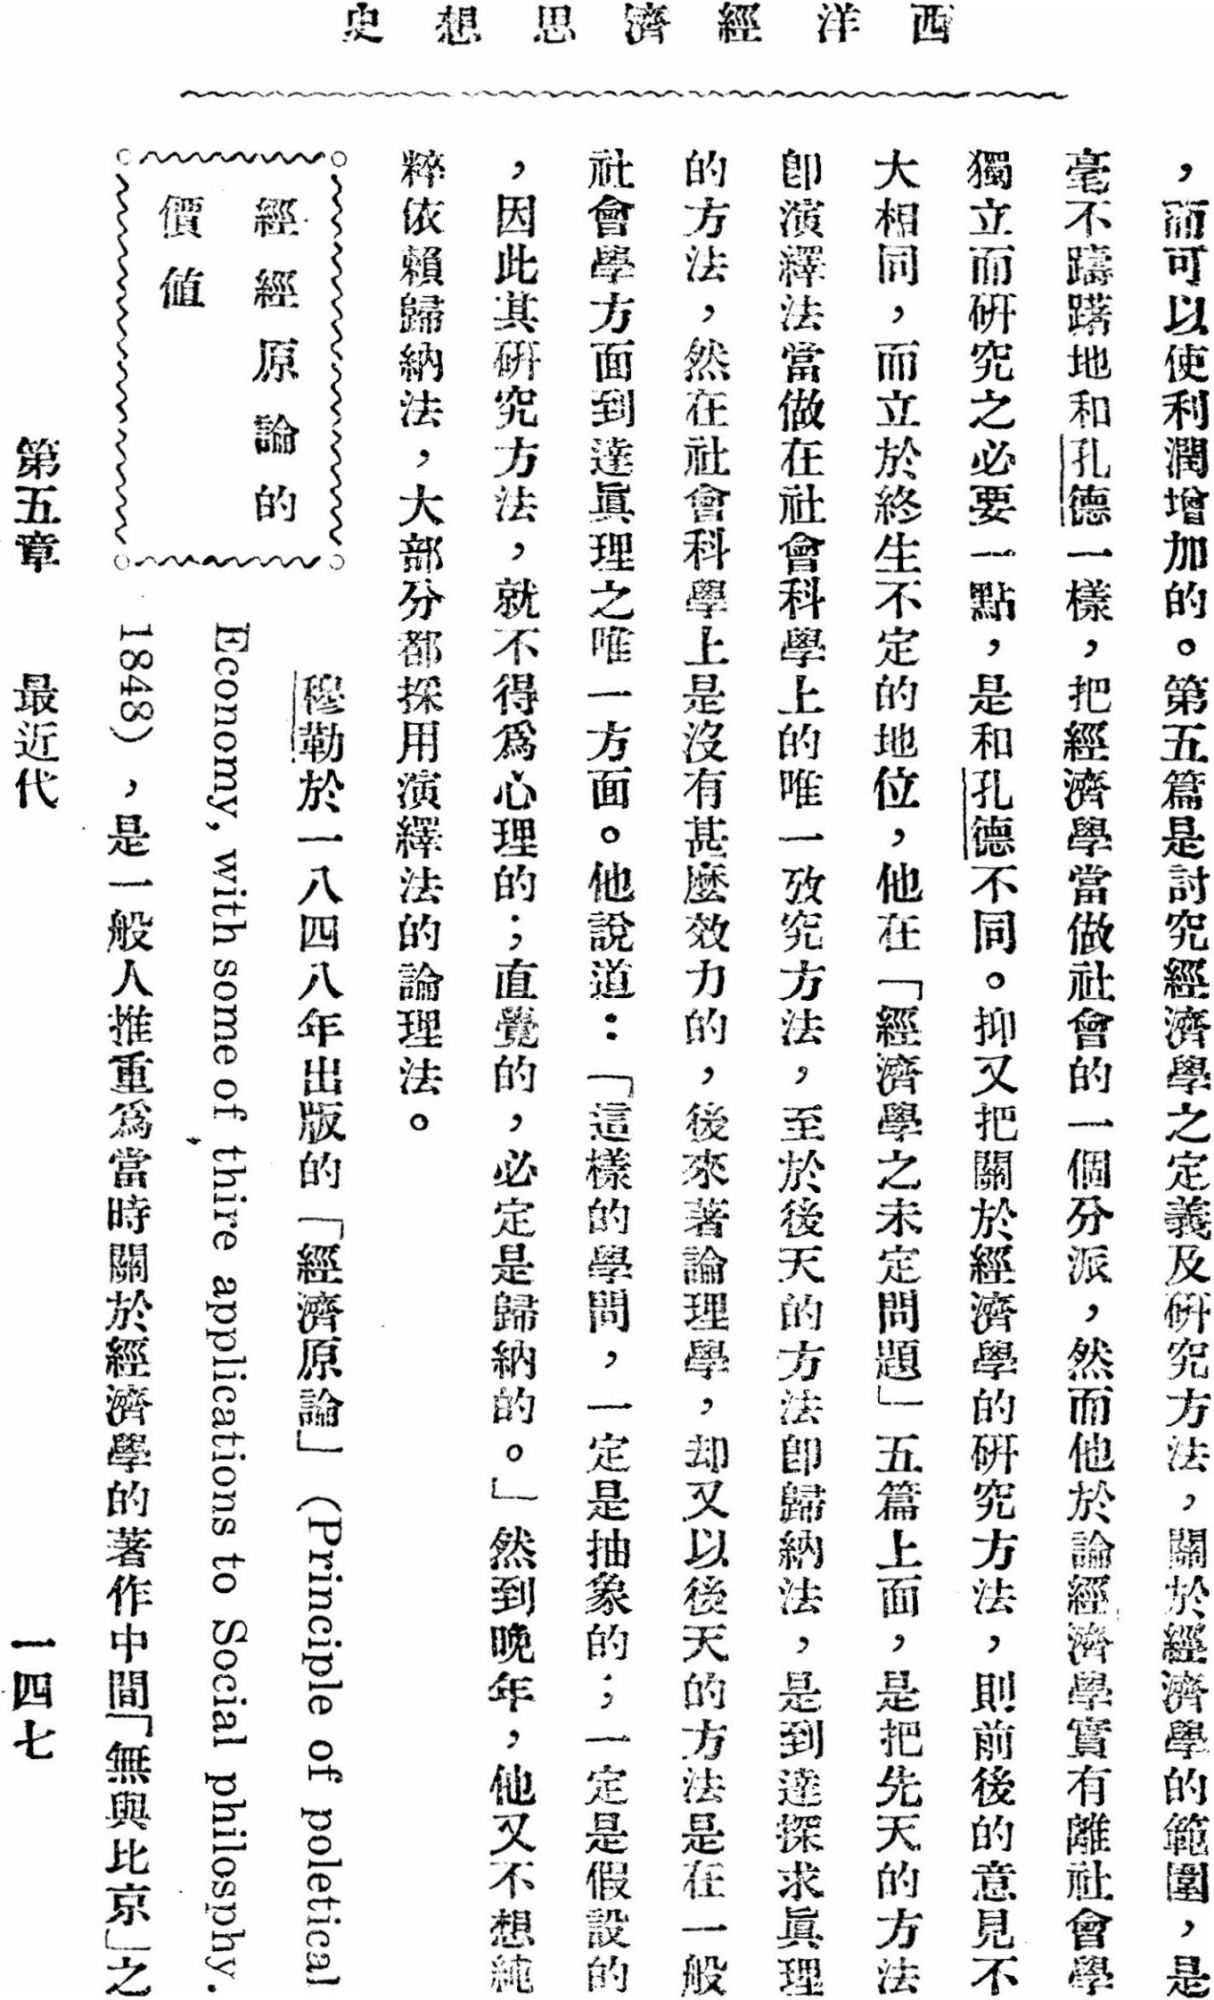 西洋經濟思想史
，而可以使利潤增加的。第五篇是討究經濟學之定義及研究方法，關於經濟學的範圍，是
毫不躊躇地和孔德一樣，把經濟學當做社會的一個分派，然而他於論經濟學實有離社會學
獨立而研究之必要一點，是和孔德不同。抑又把關於經濟學的研究方法，則前後的意見不
大相同，而立於終生不定的地位，他在「經濟學之未定問題」五篇上面，是把先天的方法
卽演繹法當做在社會科學上的唯一攷究方法，至於後天的方法卽歸納法，是到達探求眞理
的方法，然在社會科學上是沒有甚麼效力的，後來著論理學，却又以後天的方法是在一般
社會學方面到達眞理之唯一方面。他說道：「這樣的學問，一定是抽象的；一定是假設的
，因此其研究方法，就不得爲心理的；直覺的，必定是歸納的。」然到晚年，他又不想純
粹依賴歸納法，大部分都採用演繹法的論理法。
經經原論的
價值
穆勒於一八四八年出版的「經濟原論」（Principle of poletical
Economy, with some of thire applications to Social philosphy.
1848），是一般人推重爲當時關於經濟學的著作中間「無與比京」之
第五章 最近代 一四七